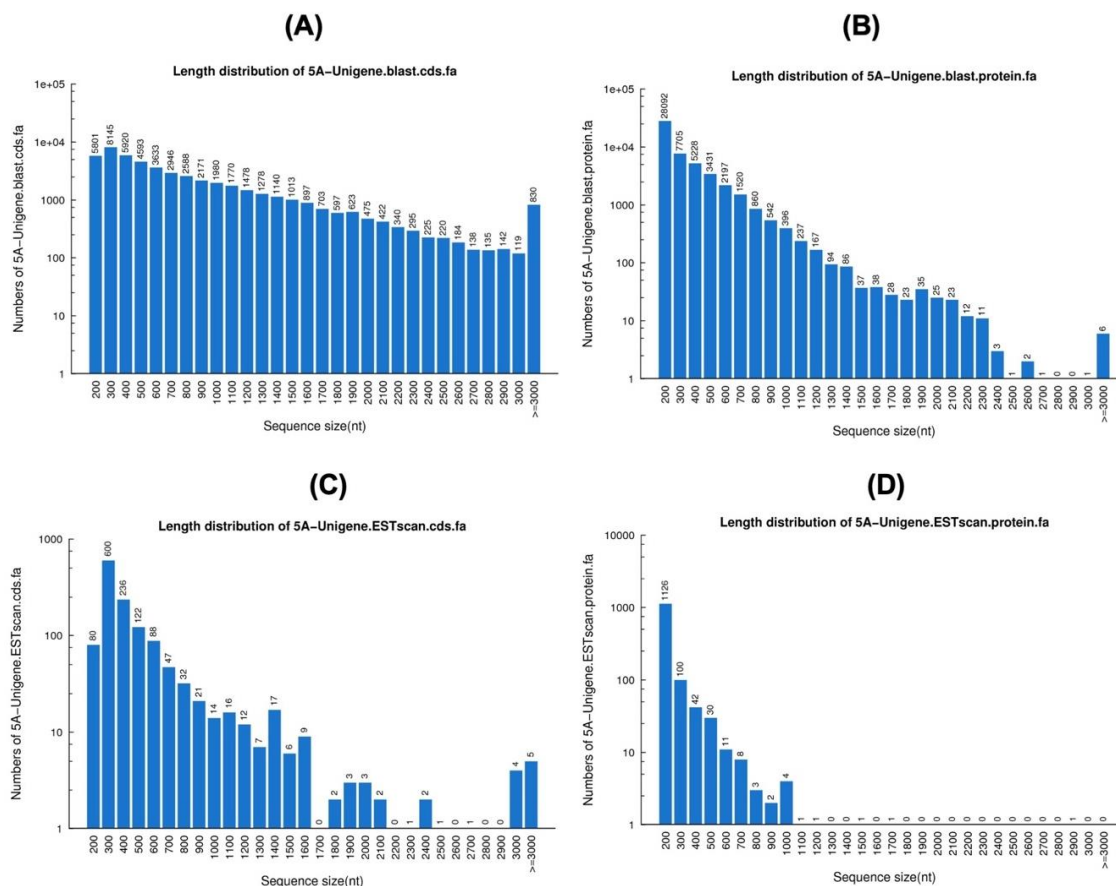 (A)
Length distribution of 5A-Unigene.blast.cds.fa
Numbers of 5A-Unigene.blast.cds.fa
1e+05
1e+04
1000
100
10
1
5801 8145 5920 4593 3633 2946 2588 2171 1980 1770 1478 1278 1140 1013 897 703 597 623 475 422 340 295 225 220 184 138 135 142 119 830
200 300 400 500 600 700 800 900 1000 1100 1200 1300 1400 1500 1600 1700 1800 1900 2000 2100 2200 2300 2400 2500 2600 2700 2800 2900 3000 >=3000
Sequence size(nt)
(B)
Length distribution of 5A-Unigene.blast.protein.fa
Numbers of 5A-Unigene.blast.protein.fa
1e+05
1e+04
1000
100
10
1
28092 7705 5228 3431 2197 1520 860 542 396 237 167 94 86 37 38 28 23 35 25 23 12 11 3 1 2 1 0 0 1 6
200 300 400 500 600 700 800 900 1000 1100 1200 1300 1400 1500 1600 1700 1800 1900 2000 2100 2200 2300 2400 2500 2600 2700 2800 2900 3000 >=3000
Sequence size(nt)
(C)
Length distribution of 5A-Unigene.ESTscan.cds.fa
Numbers of 5A-Unigene.ESTscan.cds.fa
1000
100
10
1
80 600 236 122 88 47 32 21 14 16 12 7 17 6 9 0 2 3 3 2 0 1 2 1 0 1 0 0 4 5
200 300 400 500 600 700 800 900 1000 1100 1200 1300 1400 1500 1600 1700 1800 1900 2000 2100 2200 2300 2400 2500 2600 2700 2800 2900 3000 >=3000
Sequence size(nt)
(D)
Length distribution of 5A-Unigene.ESTscan.protein.fa
Numbers of 5A-Unigene.ESTscan.protein.fa
10000
1000
100
10
1
1126 100 42 30 11 8 3 2 4 1 1 0 0 1 0 1 0 0 0 0 0 0 0 0 0 0 0 1 0 0
200 300 400 500 600 700 800 900 1000 1100 1200 1300 1400 1500 1600 1700 1800 1900 2000 2100 2200 2300 2400 2500 2600 2700 2800 2900 3000 >=3000
Sequence size(nt)